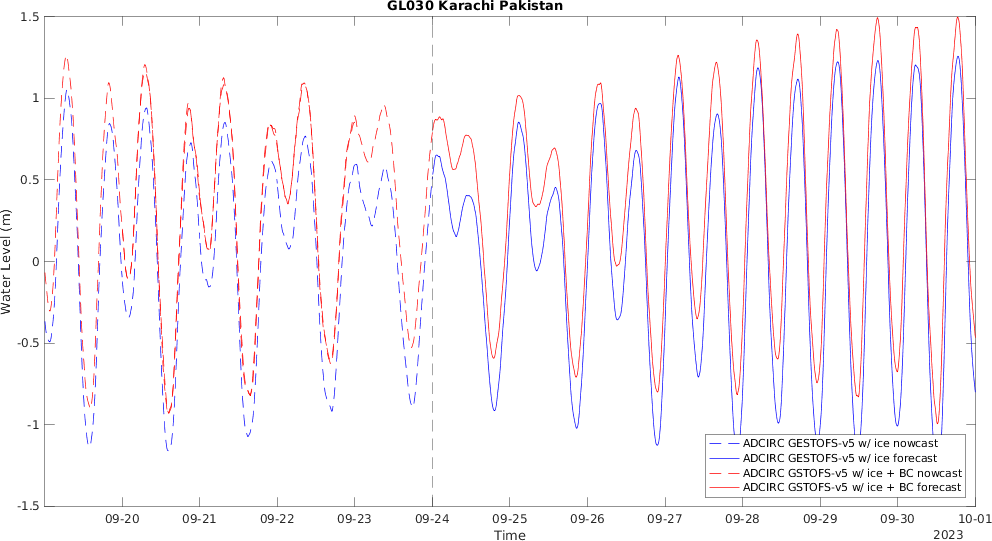 GL030 Karachi Pakistan
1.5
1
0.5
0
-0.5
-1
-1.5
Water Level (m)
09-20 09-21 09-22 09-23 09-24 09-25 09-26 09-27 09-28 09-29 09-30 10-01
Time
2023
ADCIRC GESTOFS-v5 w/ ice nowcast
ADCIRC GESTOFS-v5 w/ ice forecast
ADCIRC GSTOFS-v5 w/ ice + BC nowcast
ADCIRC GSTOFS-v5 w/ ice + BC forecast